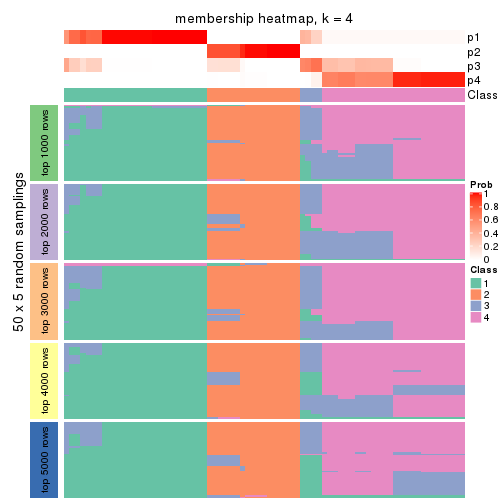 membership heatmap, k = 4
p1
p2
p3
p4
Class
50 x 5 random samplings
top 1000 rows
top 2000 rows
top 3000 rows
top 4000 rows
top 5000 rows
Prob
1
0.8
0.6
0.4
0.2
0
Class
1
2
3
4